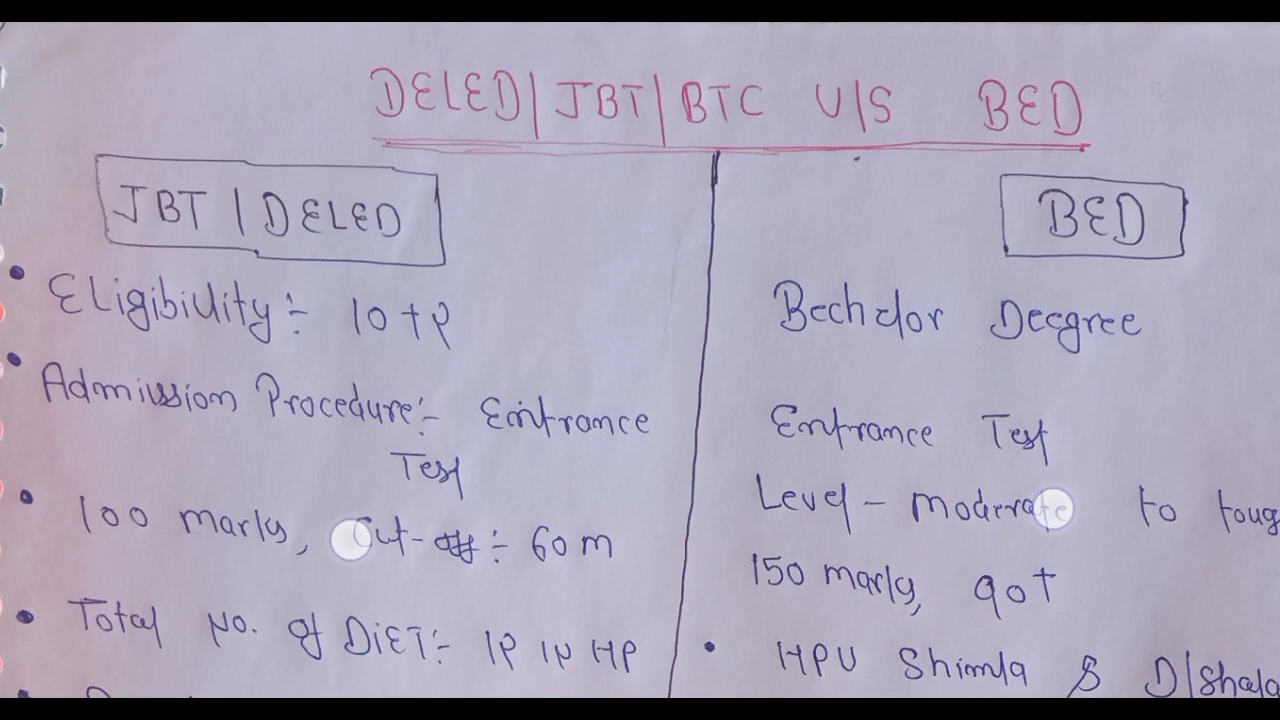 DELED/JBT/BTC V/S BED
JBT/DELED
• Eligibility:- 10+2
• Admission Procedure:- Entrance
Test
• 100 marks, Cut-off:- 60 m
• Total No. of DIET:- 12 in HP
BED
Bechelor Deegree
Entrance Test
Level- moderate to toug
150 marks, 90+
• HPU Shimla & D/Shala